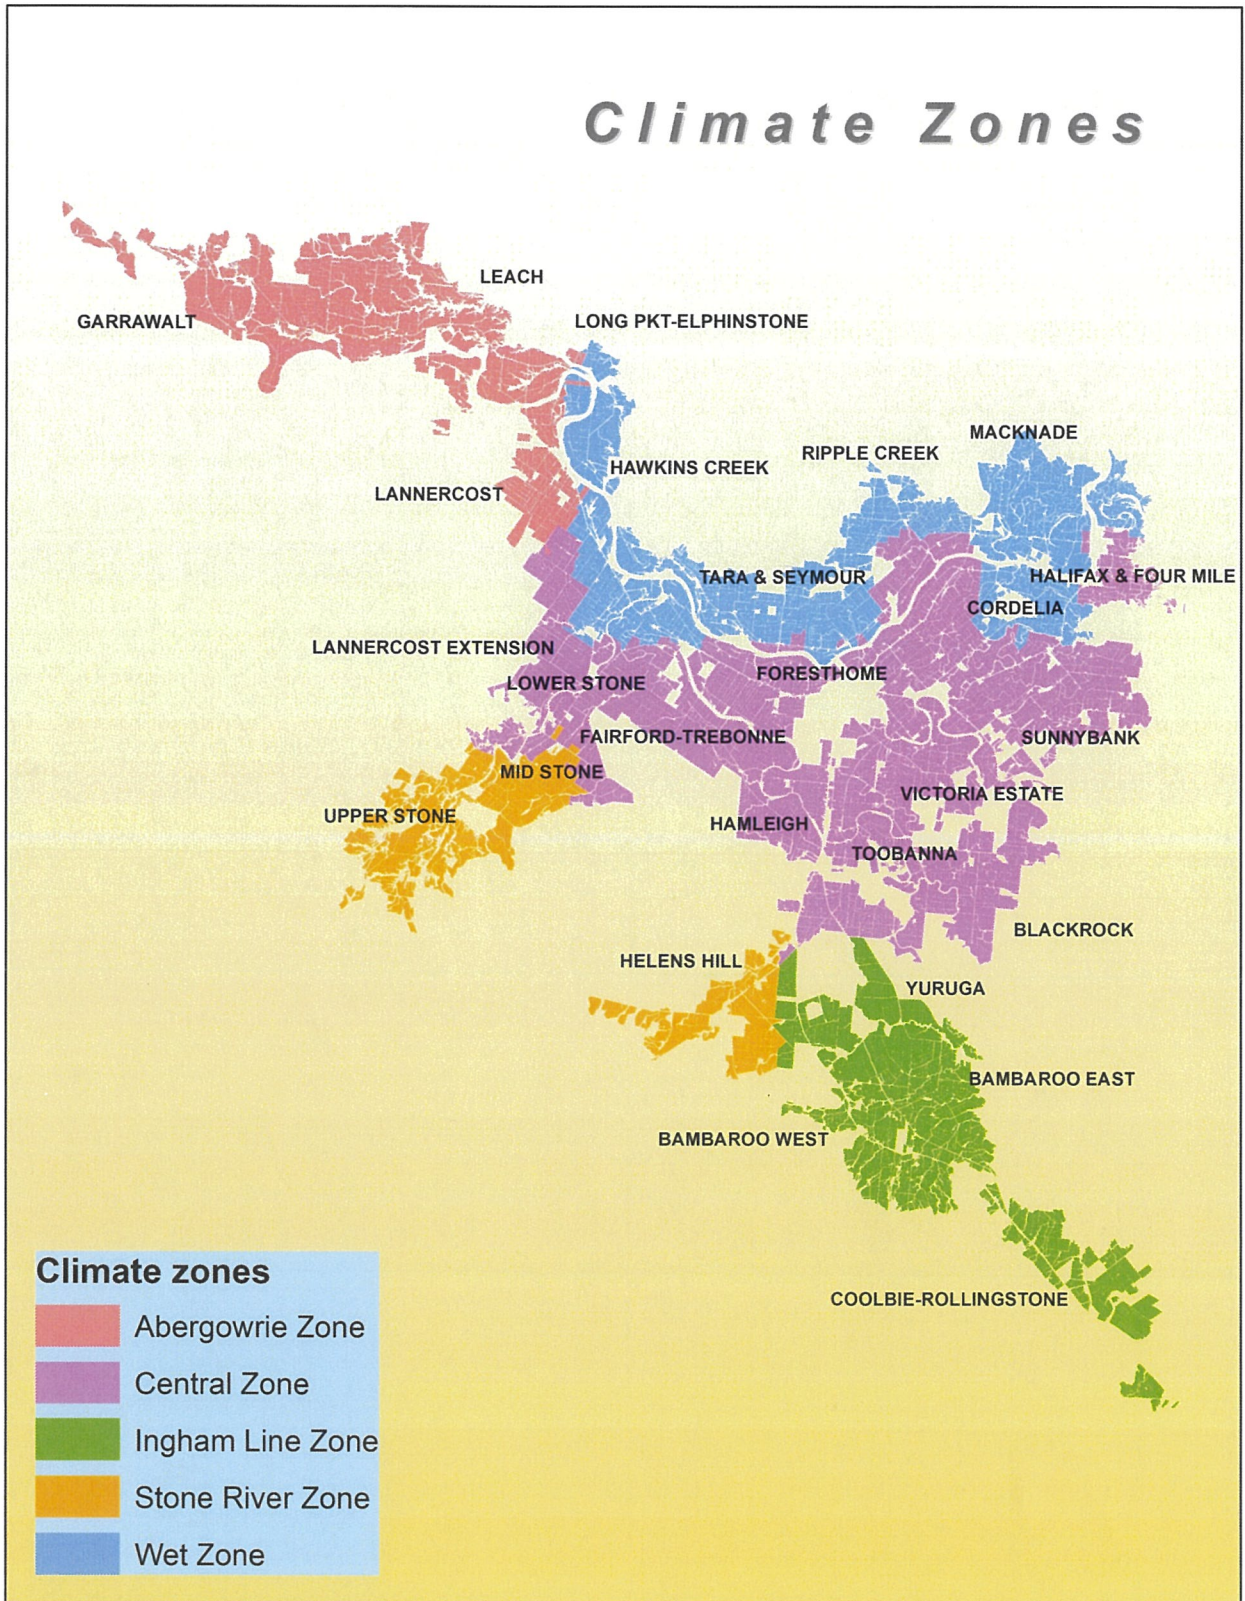 Climate Zones
LEACH
GARRAWALT
LONG PKT-ELPHINSTONE
MACKNADE
RIPPLE CREEK
HAWKINS CREEK
LANNERCOST
TARA & SEYMOUR
HALIFAX & FOUR MILE
CORDELIA
LANNERCOST EXTENSION
FORESTHOME
LOWER STONE
FAIRFORD-TREBONNE
SUNNYBANK
MID STONE
VICTORIA ESTATE
UPPER STONE
HAMLEIGH
TOOBANNA
BLACKROCK
HELENS HILL
YURUGA
BAMBAROO EAST
BAMBAROO WEST
COOLBIE-ROLLINGSTONE
Climate zones
Abergowrie Zone
Central Zone
Ingham Line Zone
Stone River Zone
Wet Zone